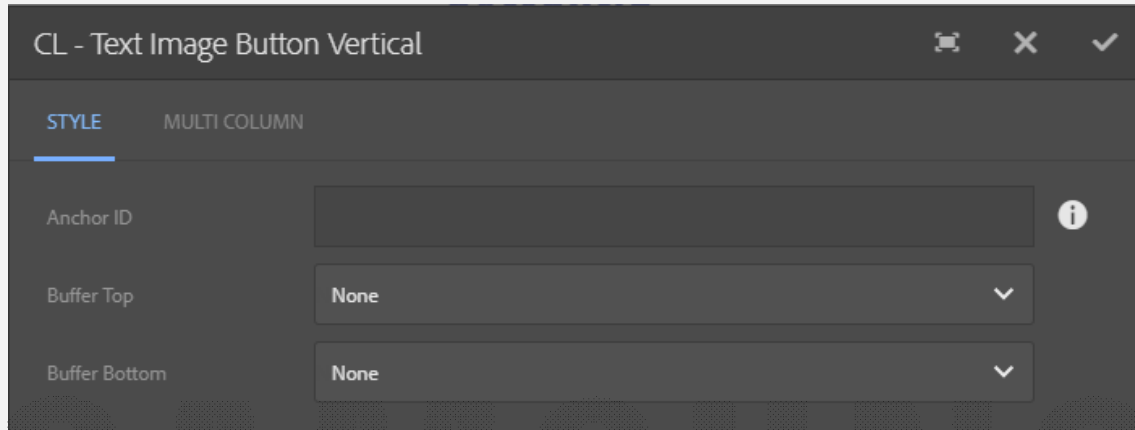 CL - Text Image Button Vertical
STYLE MULTI COLUMN
Anchor ID
Buffer Top None
Buffer Bottom None